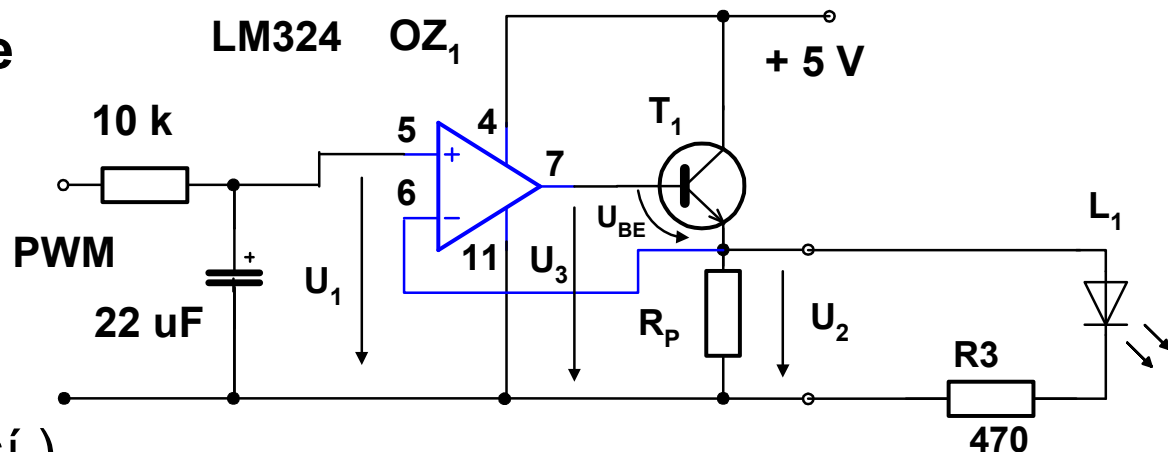 e
LM324 OZ1
+ 5 V
10 k
5
4
T1
7
6
UBE
L1
PWM
11
U3
U1
22 uF
RP
U2
R3
470
sí )